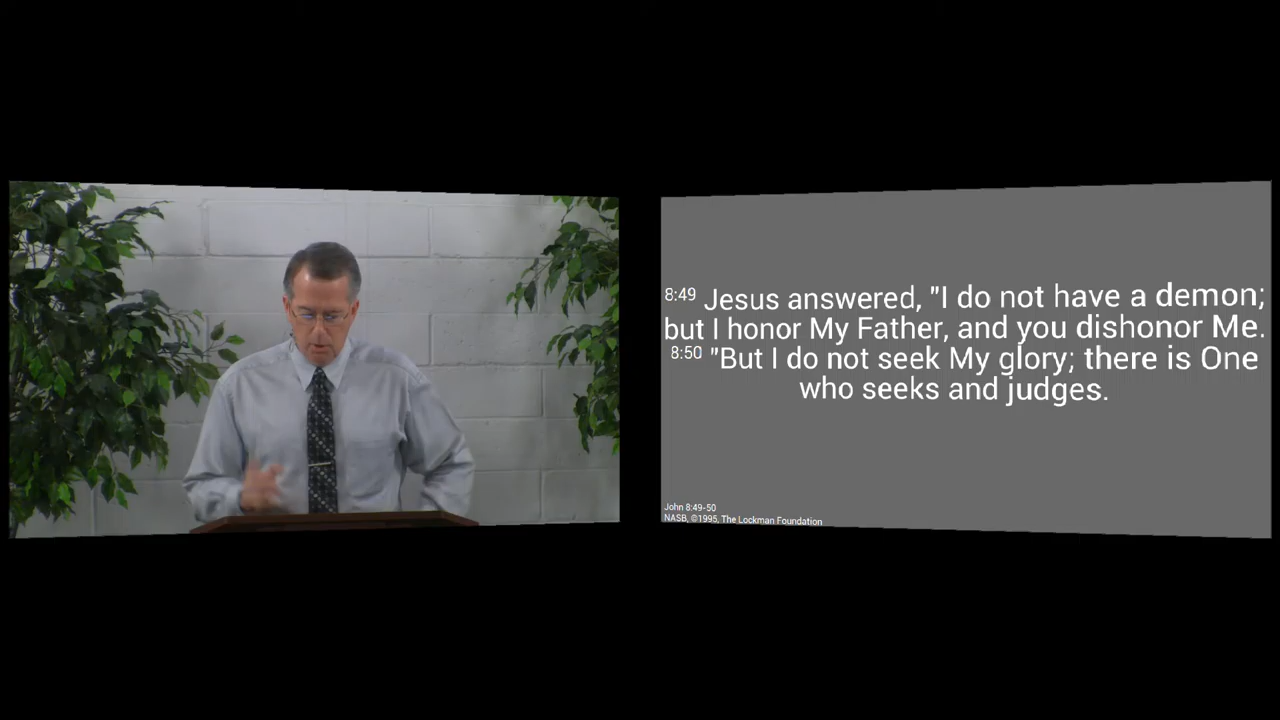 8:49 Jesus answered, "I do not have a demon;
but I honor My Father, and you dishonor Me.
8:50 "But I do not seek My glory; there is One
who seeks and judges.
John 8:49-50
NASB, ©1995, The Lockman Foundation